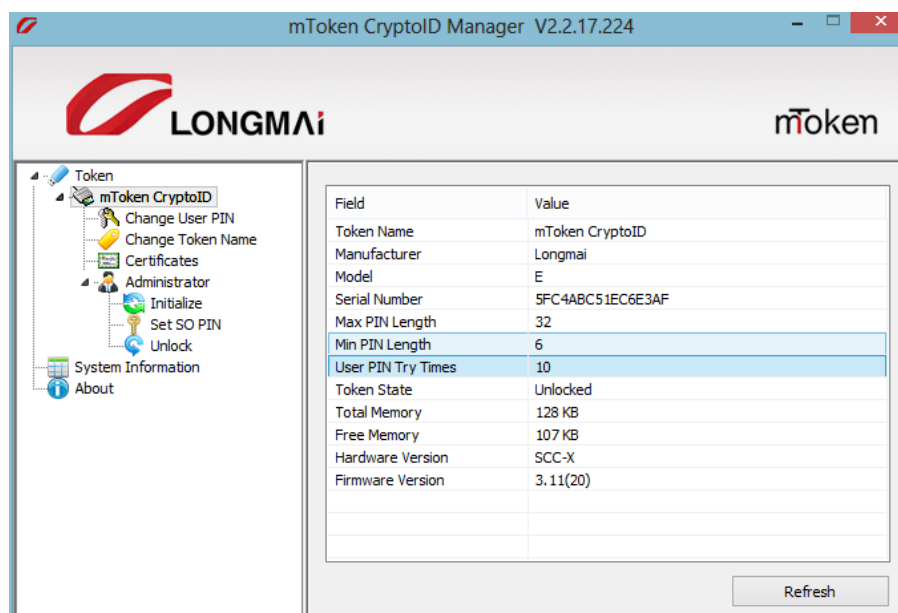 mToken CryptoID Manager V2.2.17.224
LONGMAi
mToken
Token
mToken CryptoID
Change User PIN
Change Token Name
Certificates
Administrator
Initialize
Set SO PIN
Unlock
System Information
About
Field Value
Token Name mToken CryptoID
Manufacturer Longmai
Model E
Serial Number 5FC4ABC51EC6E3AF
Max PIN Length 32
Min PIN Length 6
User PIN Try Times 10
Token State Unlocked
Total Memory 128 KB
Free Memory 107 KB
Hardware Version SCC-X
Firmware Version 3.11(20)
Refresh